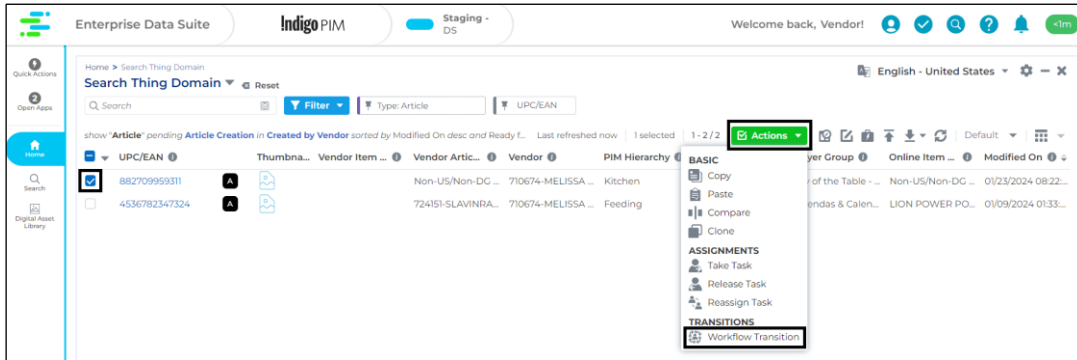 Enterprise Data Suite
!ndigo PIM
Staging -
DS
Welcome back, Vendor!
<1m
Quick Actions
Open Apps
Home
Search
Digital Asset
Library
Home > Search Thing Domain
Search Thing Domain
Reset
English - United States
Search
Filter
Type: Article
UPC/EAN
show "Article" pending Article Creation in Created by Vendor sorted by Modified On desc and Ready f... Last refreshed now 1 selected 1 - 2 / 2 Actions Default
UPC/EAN Thumbna... Vendor Item ... Vendor Artic... Vendor PIM Hierarchy yer Group Online Item ... Modified On
882709959311 A Non-US/Non-DG ... 710674-MELISSA ... Kitchen of the Table - ... Non-US/Non-DG ... 01/23/2024 08:22:...
4536782347324 A 724151-SLAVINRA... 710674-MELISSA ... Feeding endas & Calen... LION POWER PO... 01/09/2024 01:33:...
BASIC
Copy
Paste
Compare
Clone
ASSIGNMENTS
Take Task
Release Task
Reassign Task
TRANSITIONS
Workflow Transition